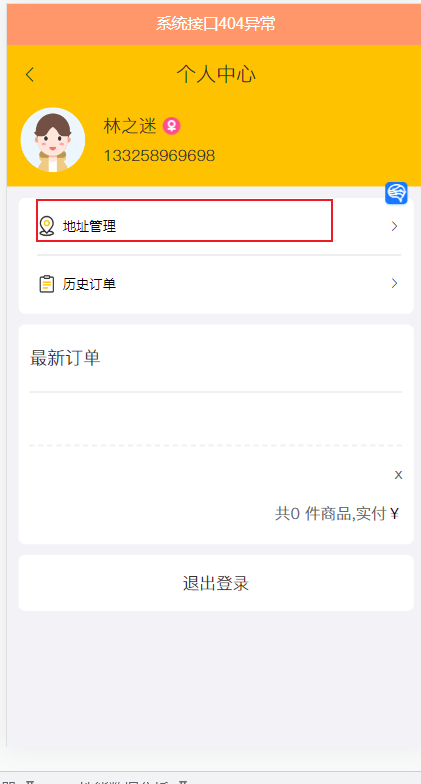 系统接口404异常
个人中心
林之迷
133258969698
地址管理
历史订单
最新订单
x
共0 件商品,实付￥
退出登录